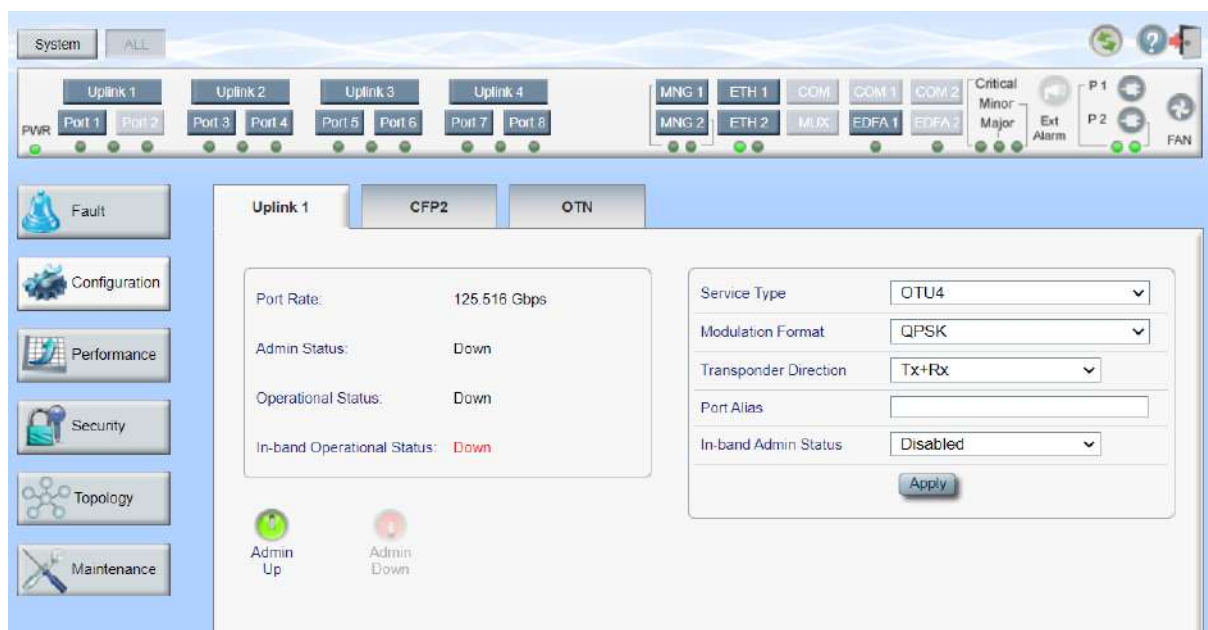 System ALL
Uplink 1 Uplink 2 Uplink 3 Uplink 4 MNG 1 ETH 1 COM COM 1 COM 2 Critical P 1
Minor
PWR Port 1 Port 2 Port 3 Port 4 Port 5 Port 6 Port 7 Port 8 MNG 2 ETH 2 MUX EDFA 1 EDFA 2 Major Ext Alarm P 2 FAN
Fault
Configuration
Performance
Security
Topology
Maintenance
Uplink 1 CFP2 OTN
Port Rate: 125.516 Gbps
Admin Status: Down
Operational Status: Down
In-band Operational Status: Down
Admin Up
Admin Down
Service Type OTU4
Modulation Format QPSK
Transponder Direction Tx+Rx
Port Alias
In-band Admin Status Disabled
Apply